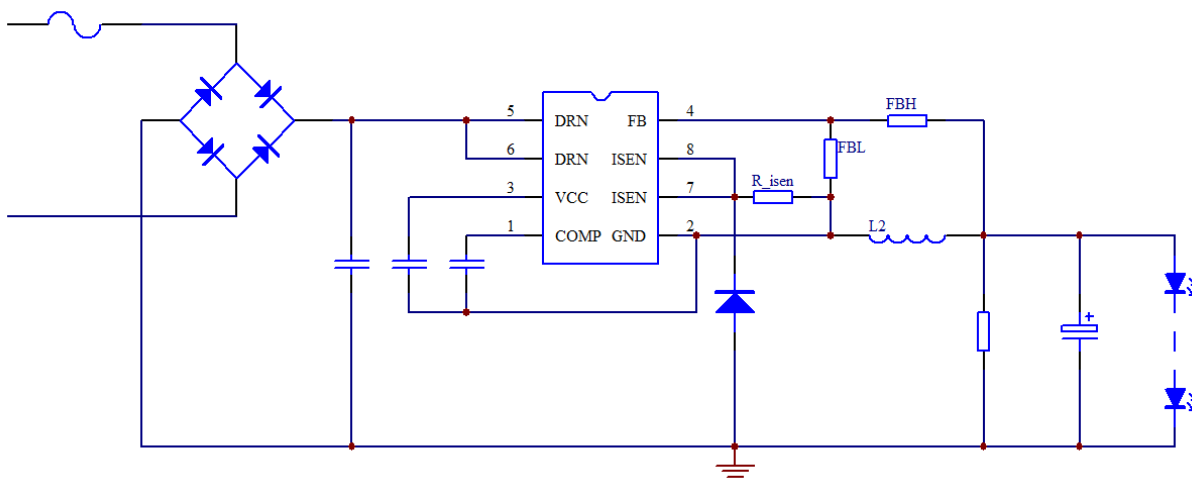 5 DRN FB 4 FBH
FBL
6 DRN ISEN 8
R_isen
3 VCC ISEN 7
1 COMP GND 2 L2
+